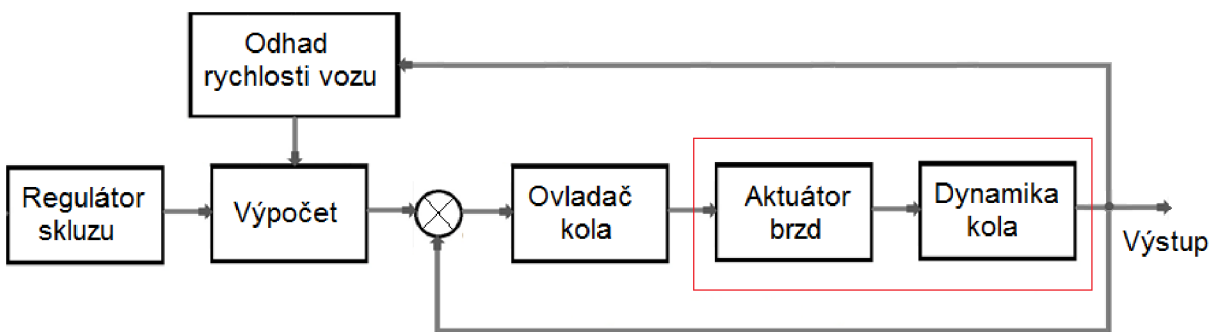 Odhad
rychlosti vozu
Regulátor
skluzu
Výpočet
Ovladač
kola
Aktuátor
brzd
Dynamika
kola
Výstup